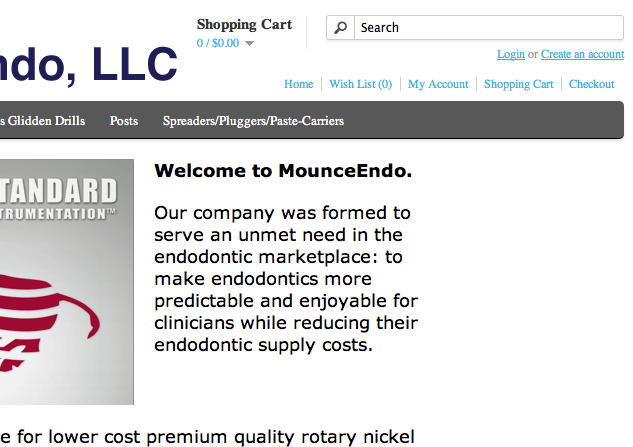 Shopping Cart
0 / $0.00
Search
ndo, LLC
Login or Create an account
Home Wish List (0) My Account Shopping Cart Checkout
s Glidden Drills Posts Spreaders/Pluggers/Paste-Carriers
TANDARD
TRUMENTATION™
Welcome to MounceEndo.
Our company was formed to
serve an unmet need in the
endodontic marketplace: to
make endodontics more
predictable and enjoyable for
clinicians while reducing their
endodontic supply costs.
e for lower cost premium quality rotary nickel